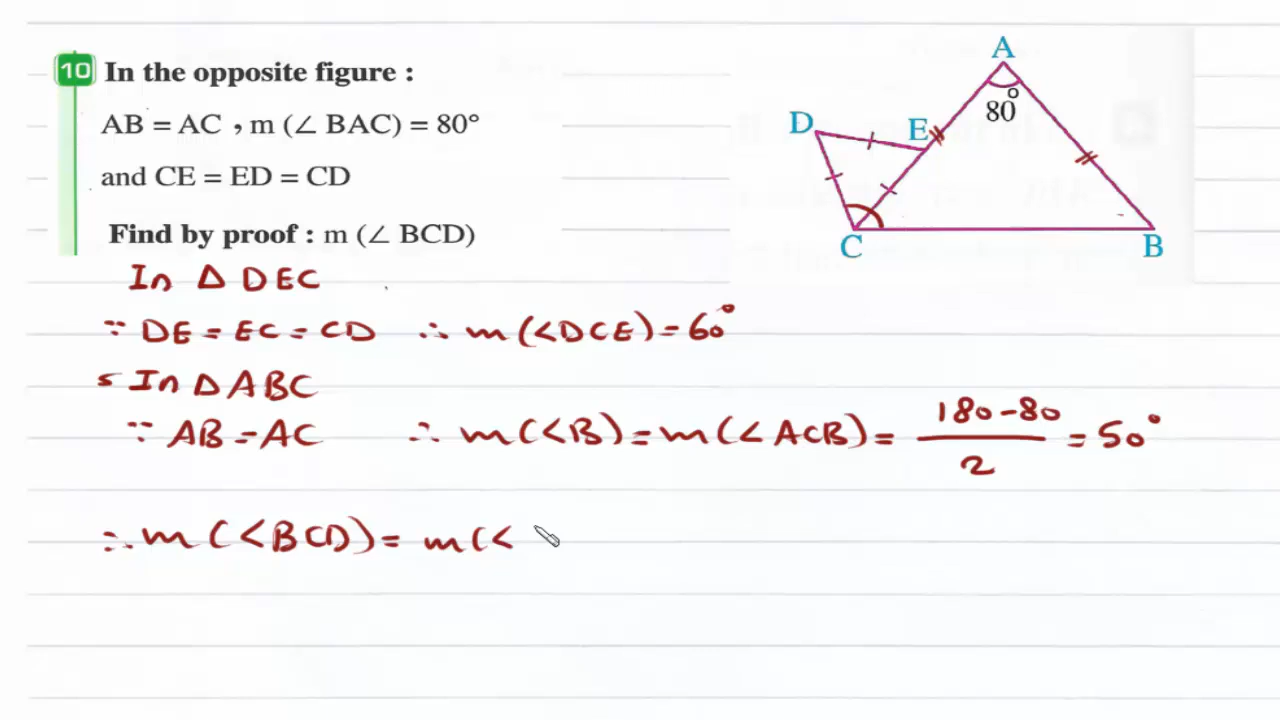 10 In the opposite figure :
AB = AC , m (∠ BAC) = 80°
and CE = ED = CD
Find by proof : m (∠ BCD)
A
80°
D
E
C
B
In △ DEC
∵ DE = EC = CD ∴ m (∠DCE) = 60°
, In △ ABC
∵ AB = AC ∴ m (∠B) = m (∠ ACB) = 180-80 / 2 = 50°
∴ m (∠BCD) = m (∠